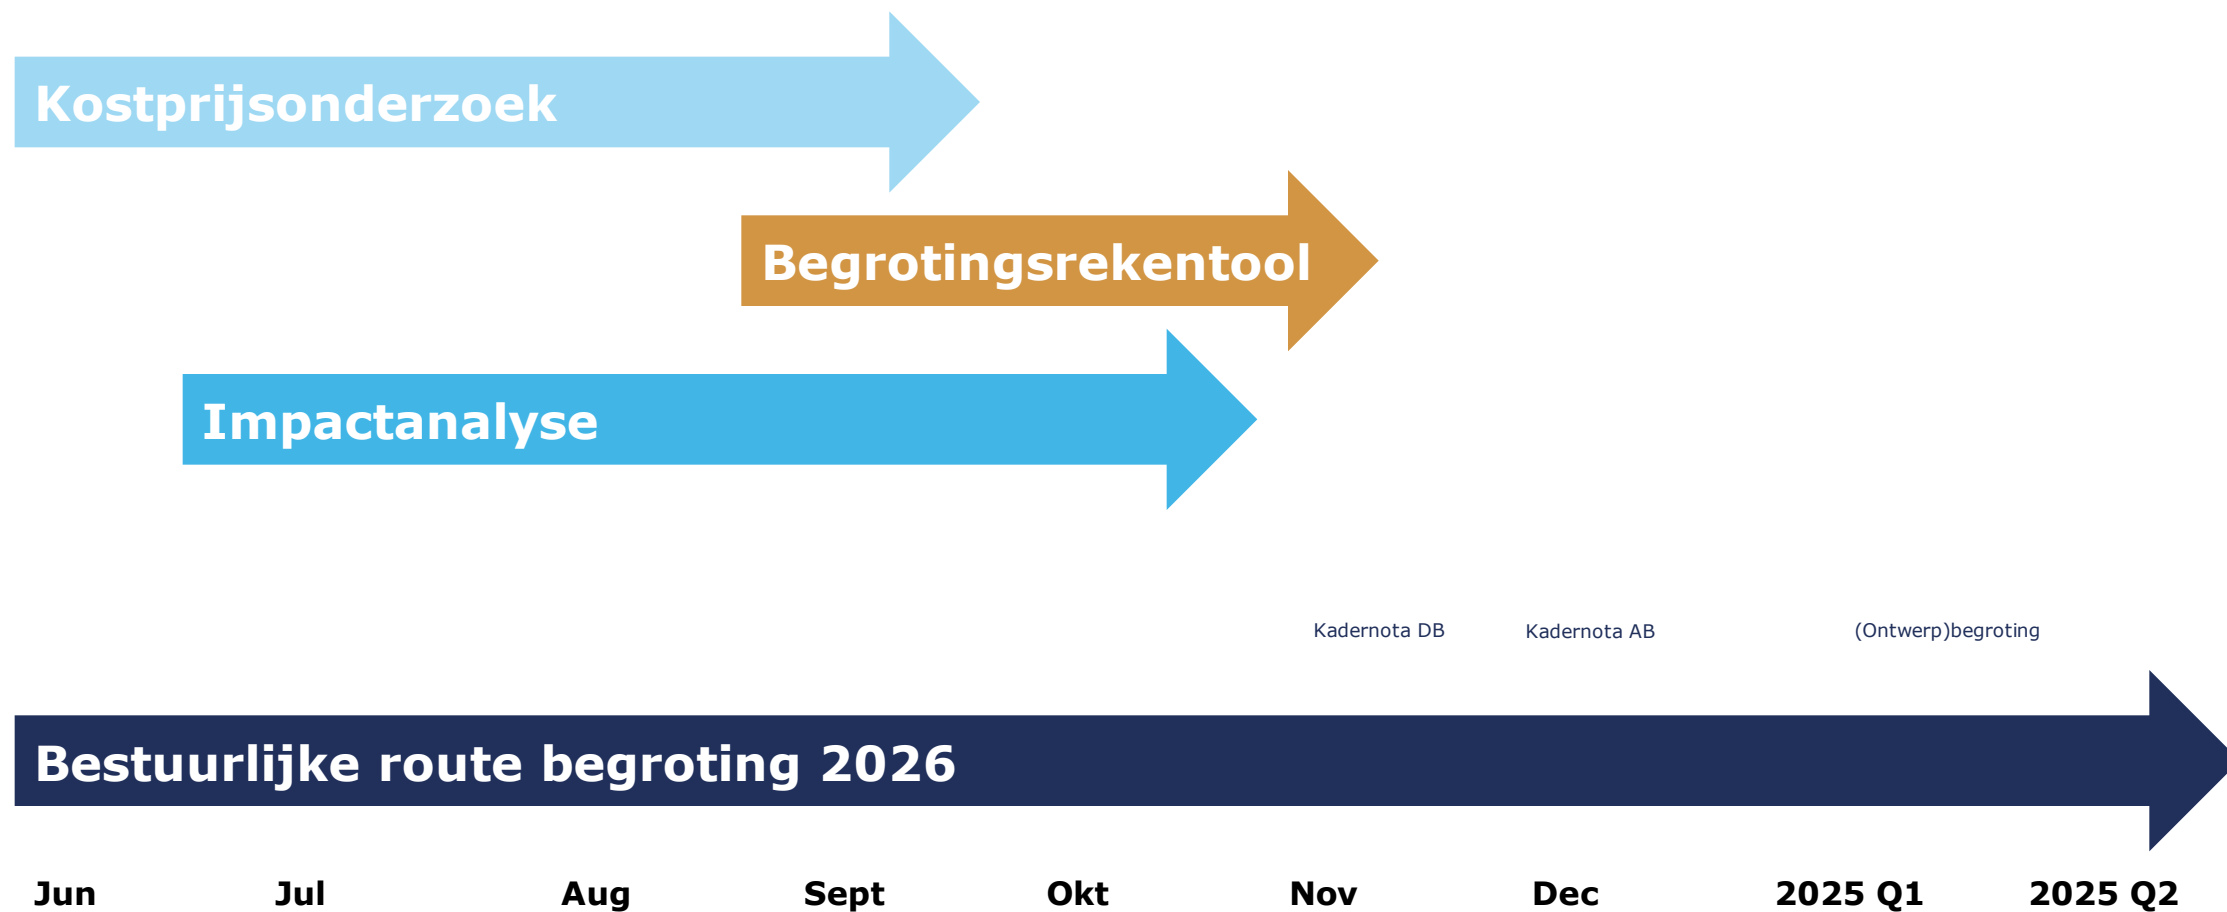 Kostprijsonderzoek
Begrotingsrekentool
Impactanalyse
Kadernota DB
Kadernota AB
(Ontwerp)begroting
Bestuurlijke route begroting 2026
Jun Jul Aug Sept Okt Nov Dec 2025 Q1 2025 Q2